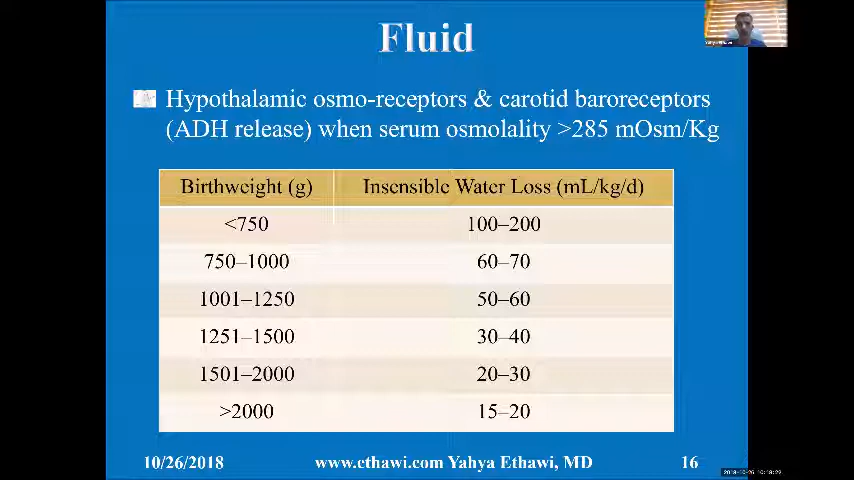 Fluid
Hypothalamic osmo-receptors & carotid baroreceptors
(ADH release) when serum osmolality >285 mOsm/Kg
Birthweight (g) Insensible Water Loss (mL/kg/d)
<750 100–200
750–1000 60–70
1001–1250 50–60
1251–1500 30–40
1501–2000 20–30
>2000 15–20
10/26/2018 www.ethawi.com Yahya Ethawi, MD 16